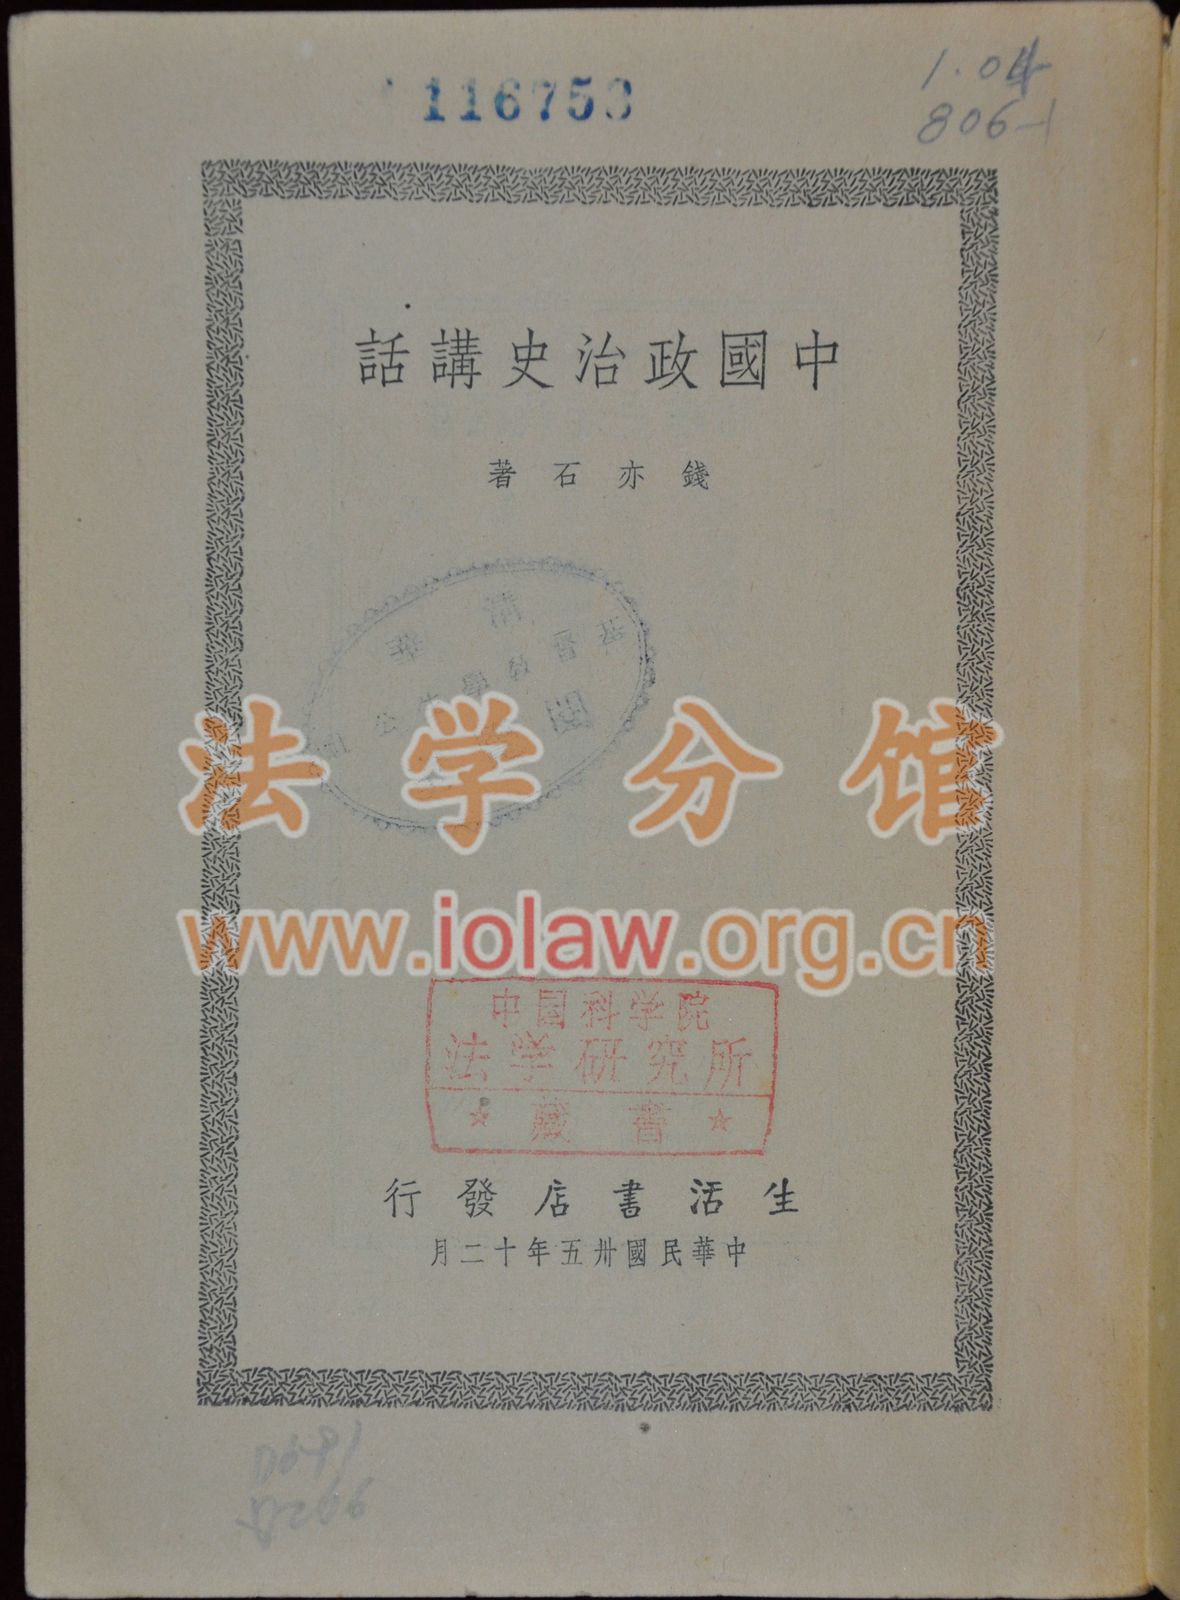 116753
1.04
806-1
中國政治史講話
錢亦石著
法学分馆
www.iolaw.org.cn
中国科学院
法学研究所
★藏書★
生活書店發行
中華民國卅五年十二月